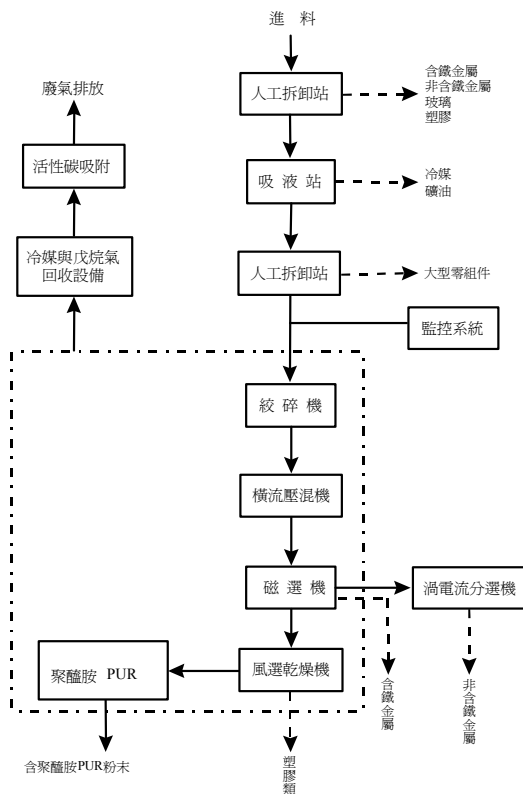 進 料
人工拆卸站
含鐵金屬
非含鐵金屬
玻璃
塑膠
廢氣排放
活性碳吸附
吸 液 站
冷媒
礦油
冷媒與戊烷氣
回收設備
人工拆卸站
大型零組件
監控系統
絞 碎 機
橫流壓混機
磁 選 機
渦電流分選機
聚醯胺 PUR
風選乾燥機
含鐵金屬
非含鐵金屬
含聚醯胺PUR粉末
塑膠類